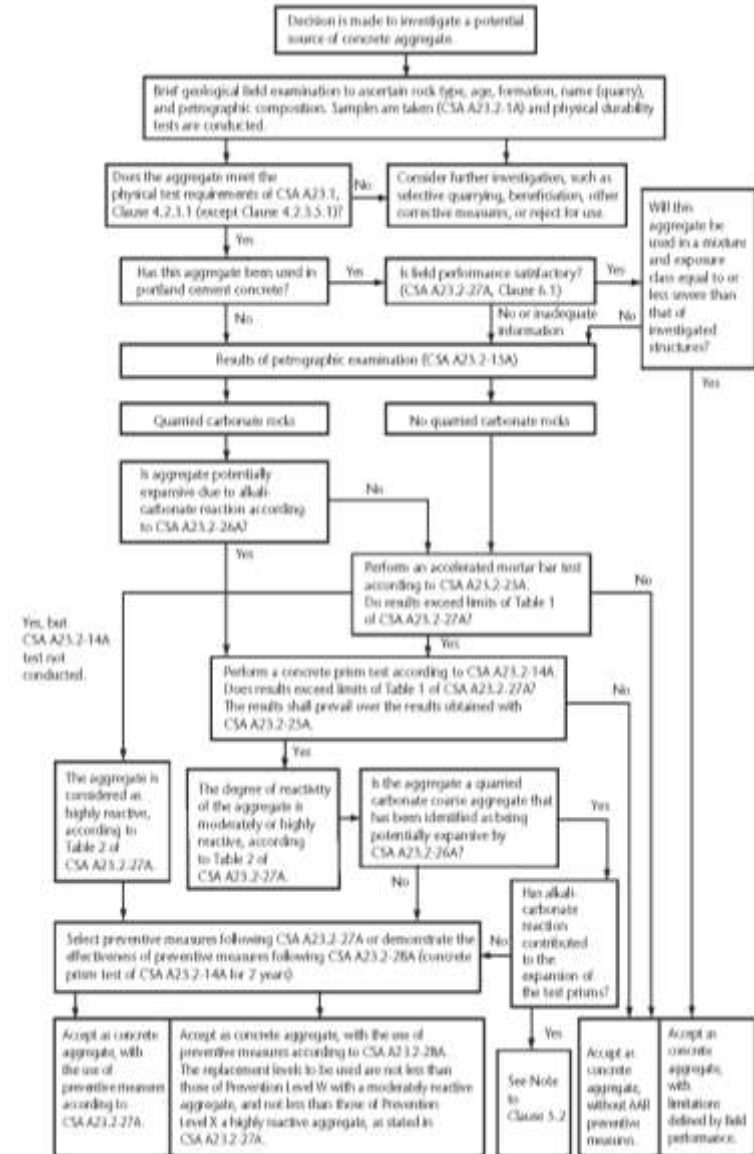 Decision is made to investigate a potential
source of concrete aggregate.
Brief geological field examination to ascertain rock type, age, formation, name (quarry),
and petrographic composition. Samples are taken (CSA A23.2-1A) and physical durability
tests are conducted.
Does the aggregate meet the
physical test requirements of CSA A23.1,
Clause 4.2.3.1 (except Clause 4.2.3.5.1)?
No
Consider further investigation, such as
selective quarrying, beneficiation, other
corrective measures, or reject for use.
Will this
aggregate be
used in a mixture
and exposure
class equal to or
less severe than
that of
investigated
structures?
Yes
Has this aggregate been used in
portland cement concrete?
Yes
Is field performance satisfactory?
(CSA A23.2-27A, Clause 6.1)
Yes
No
No or inadequate
information
No
Yes
Results of petrographic examination (CSA A23.2-15A)
Quarried carbonate rocks
No quarried carbonate rocks
Is aggregate potentially
expansive due to alkali-
carbonate reaction according
to CSA A23.2-26A?
No
Yes
Perform an accelerated mortar bar test
according to CSA A23.2-25A.
Do results exceed limits of Table 1
of CSA A23.2-27A?
No
Yes, but
CSA A23.2-14A
test not
conducted.
Yes
Perform a concrete prism test according to CSA A23.2-14A.
Does results exceed limits of Table 1 of CSA A23.2-27A?
The results shall prevail over the results obtained with
CSA A23.2-25A.
No
Yes
The aggregate is
considered as
highly reactive,
according to
Table 2 of
CSA A23.2-27A.
The degree of reactivity
of the aggregate is
moderately or highly
reactive, according
to Table 2 of
CSA A23.2-27A.
Is the aggregate a quarried
carbonate coarse aggregate that
has been identified as being
potentially expansive by
CSA A23.2-26A?
Yes
No
Has alkali-
carbonate
reaction
contributed
to the
expansion of
the test prisms?
No
Select preventive measures following CSA A23.2-27A or demonstrate the
effectiveness of preventive measures following CSA A23.2-28A (concrete
prism test of CSA A23.2-14A for 2 years)
Yes
Accept as concrete
aggregate, with
the use of
preventive measures
according to
CSA A23.2-27A.
Accept as concrete aggregate, with the use of
preventive measures according to CSA A23.2-28A.
The replacement levels to be used are not less than
those of Prevention Level W with a moderately reactive
aggregate, and not less than those of Prevention
Level X a highly reactive aggregate, as stated in
CSA A23.2-27A.
See Note
to
Clause 5.2
Accept as
concrete
aggregate,
without AAR
preventive
measures.
Accept as
concrete
aggregate,
with
limitations
defined by field
performance.